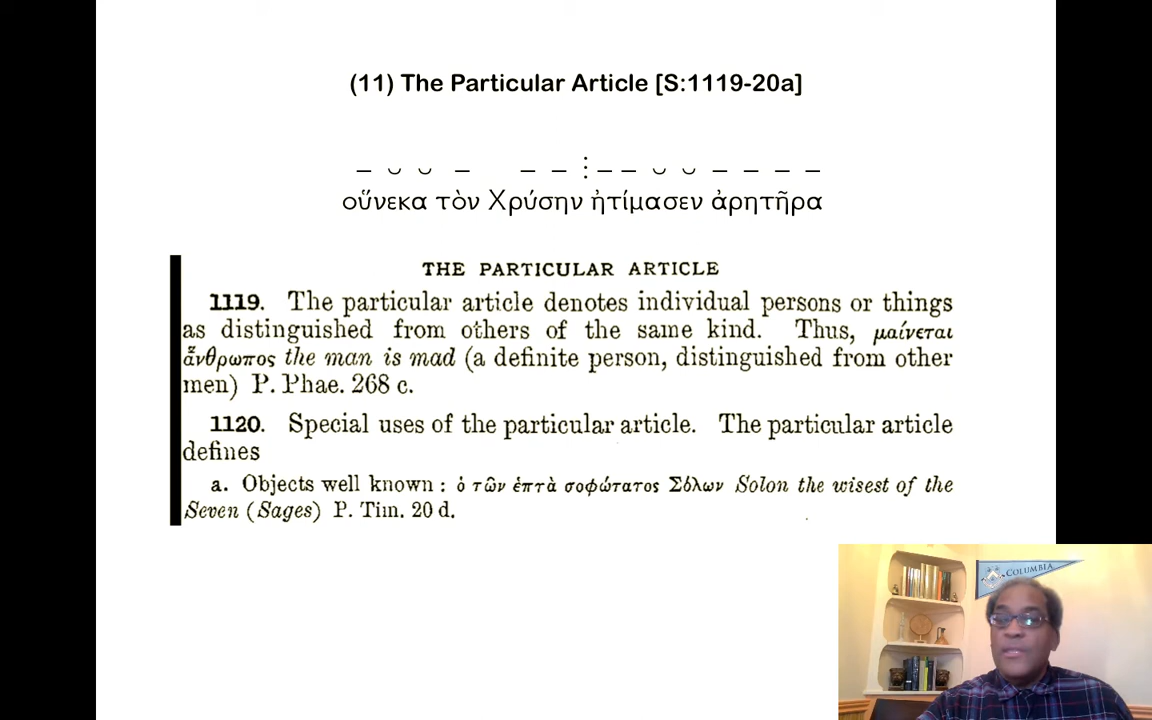 (11) The Particular Article [S:1119-20a]
– ᴗ ᴗ – – – ⋮ – – ᴗ ᴗ – – – –
οὕνεκα τὸν Χρύσην ἠτίμασεν ἀρητῆρα
THE PARTICULAR ARTICLE
1119. The particular article denotes individual persons or things
as distinguished from others of the same kind. Thus, μαίνεται
ἅνθρωπος the man is mad (a definite person, distinguished from other
men) P. Phae. 268 c.
1120. Special uses of the particular article. The particular article
defines
a. Objects well known : ὁ τῶν ἑπτὰ σοφώτατος Σόλων Solon the wisest of the
Seven (Sages) P. Tim. 20 d.
COLUMBIA